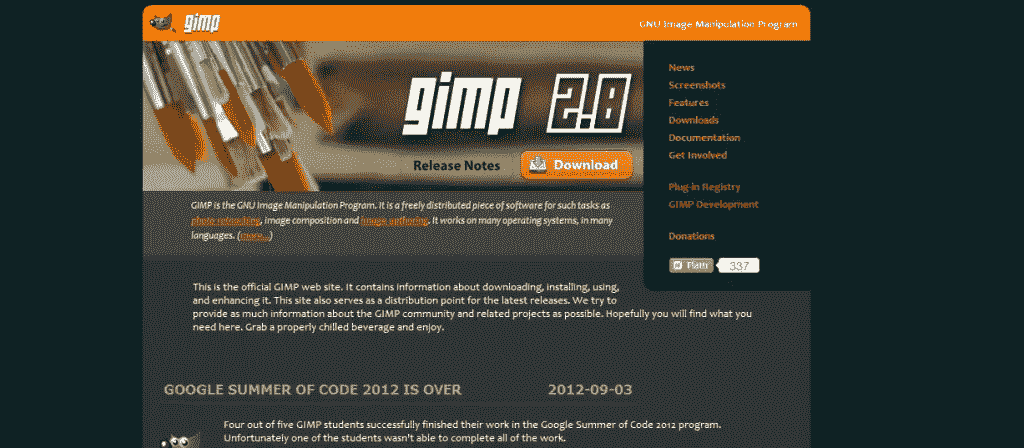 gimp
GNU Image Manipulation Program
gimp 2.8
Release Notes
Download
News
Screenshots
Features
Downloads
Documentation
Get Involved
Plug-in Registry
GIMP Development
Donations
Flattr
337
GIMP is the GNU Image Manipulation Program. It is a freely distributed piece of software for such tasks as
photo retouching, image composition and image authoring. It works on many operating systems, in many
languages. (more...)
This is the official GIMP web site. It contains information about downloading, installing, using,
and enhancing it. This site also serves as a distribution point for the latest releases. We try to
provide as much information about the GIMP community and related projects as possible. Hopefully you will find what you
need here. Grab a properly chilled beverage and enjoy.
GOOGLE SUMMER OF CODE 2012 IS OVER 2012-09-03
Four out of five GIMP students successfully finished their work in the Google Summer of Code 2012 program.
Unfortunately one of the students wasn't able to complete all of the work.